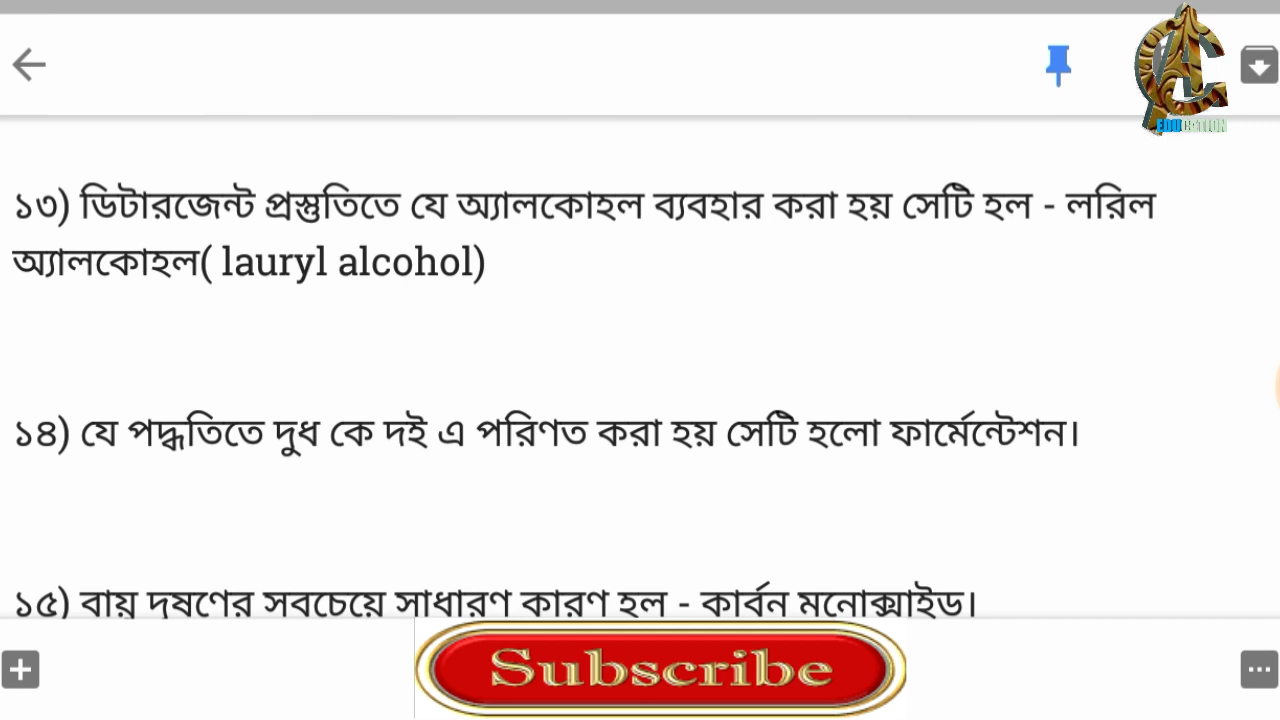 ১৩) ডিটারজেন্ট প্রস্তুতিতে যে অ্যালকোহল ব্যবহার করা হয় সেটি হল - লরিল
অ্যালকোহল( lauryl alcohol)
১৪) যে পদ্ধতিতে দুধ কে দই এ পরিণত করা হয় সেটি হলো ফার্মেন্টেশন।
১৫) বায়ু দূষণের সবচেয়ে সাধারণ কারণ হল - কার্বন মনোক্সাইড।
Subscribe
EDUCATION